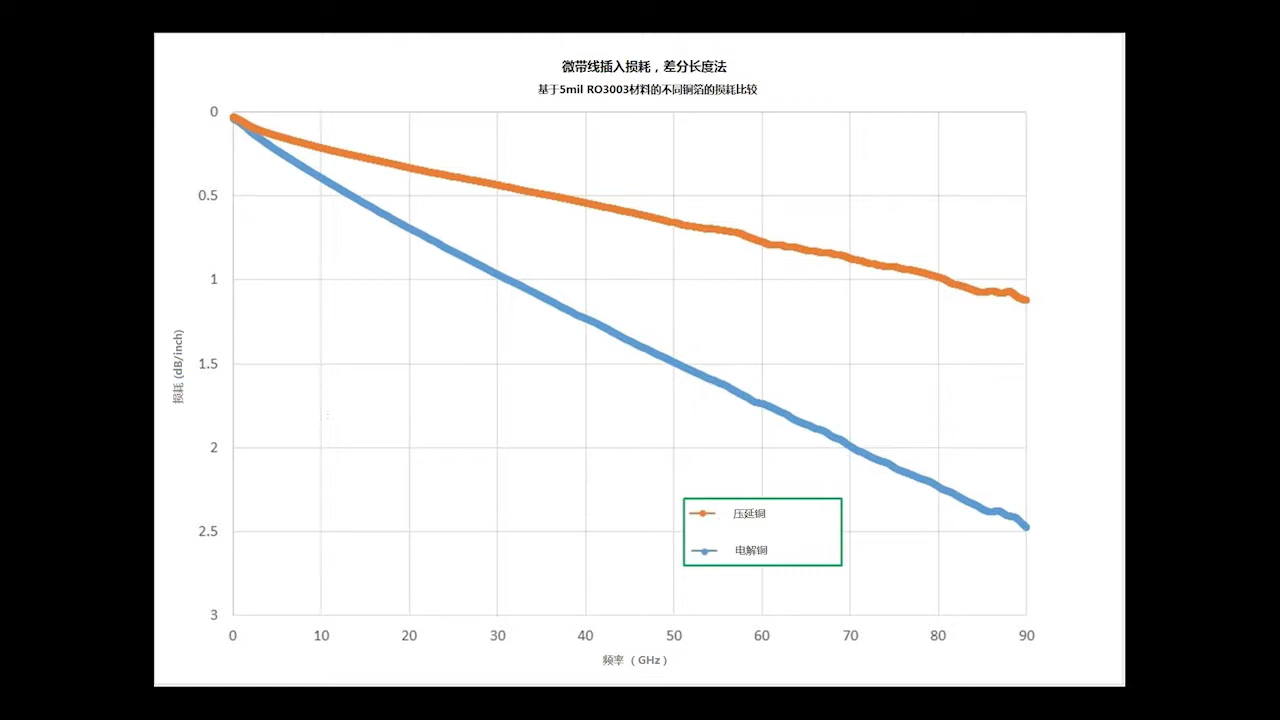 微带线插入损耗，差分长度法
基于5mil RO3003材料的不同铜箔的损耗比较
0
0.5
1
1.5
2
2.5
3
损耗 (dB/inch)
压延铜
电解铜
0 10 20 30 40 50 60 70 80 90
频率 （GHz）